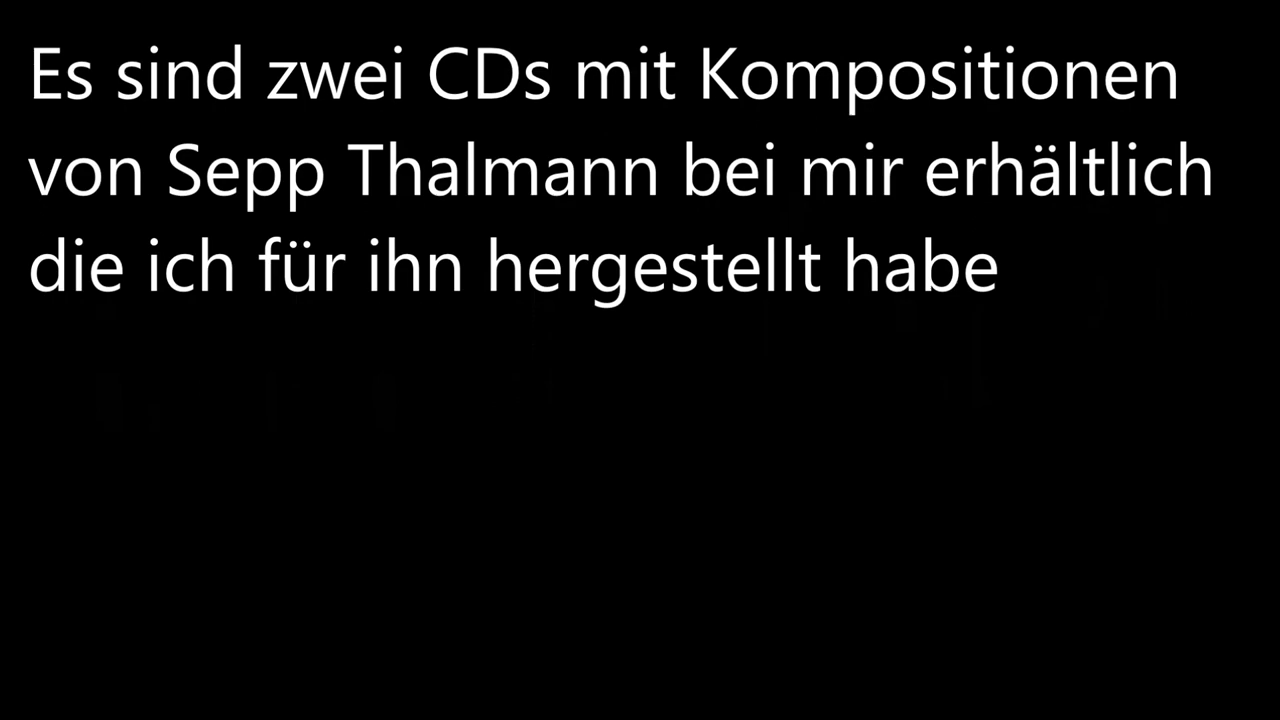 Es sind zwei CDs mit Kompositionen
von Sepp Thalmann bei mir erhältlich
die ich für ihn hergestellt habe